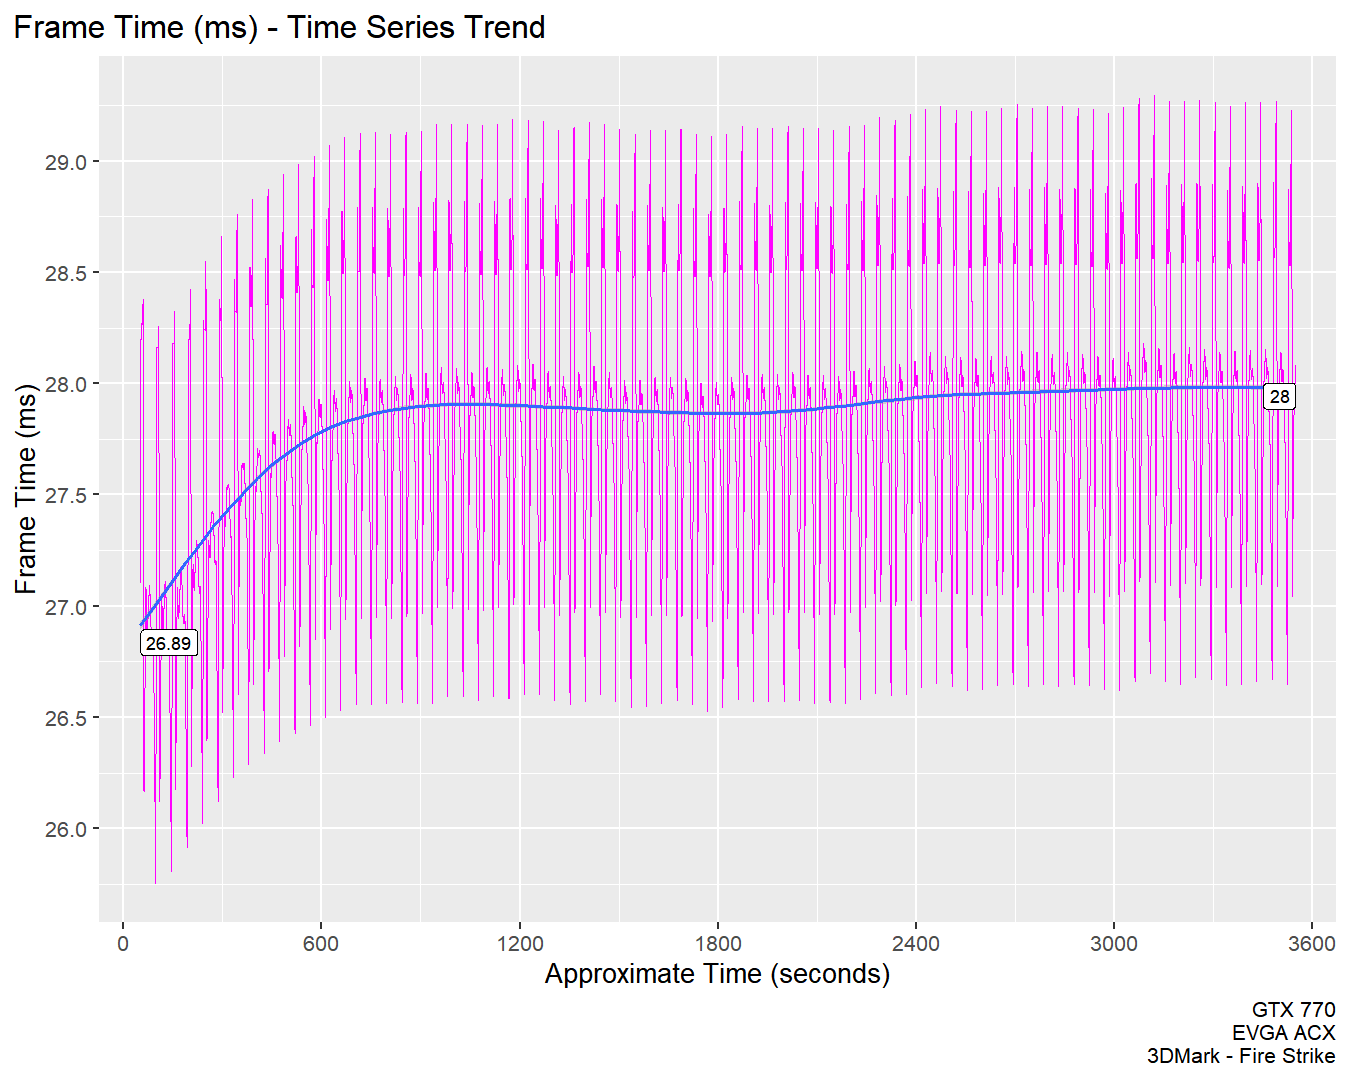 Frame Time (ms) - Time Series Trend
Frame Time (ms)
29.0
28.5
28.0
27.5
27.0
26.5
26.0
26.89
28
0 600 1200 1800 2400 3000 3600
Approximate Time (seconds)
GTX 770
EVGA ACX
3DMark - Fire Strike